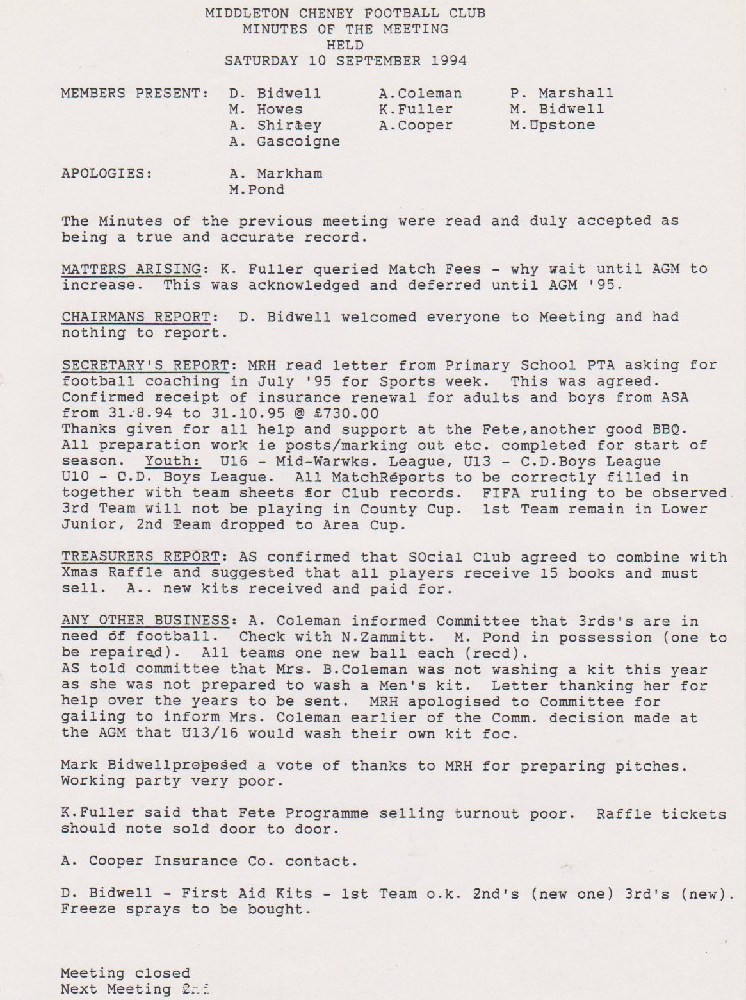 MIDDLETON CHENEY FOOTBALL CLUB
MINUTES OF THE MEETING
HELD
SATURDAY 10 SEPTEMBER 1994
MEMBERS PRESENT: D. Bidwell A.Coleman P. Marshall
M. Howes K.Fuller M. Bidwell
A. Shirley A.Cooper M.Upstone
A. Gascoigne
APOLOGIES: A. Markham
M.Pond
The Minutes of the previous meeting were read and duly accepted as
being a true and accurate record.
MATTERS ARISING: K. Fuller queried Match Fees - why wait until AGM to
increase. This was acknowledged and deferred until AGM '95.
CHAIRMANS REPORT: D. Bidwell welcomed everyone to Meeting and had
nothing to report.
SECRETARY'S REPORT: MRH read letter from Primary School PTA asking for
football coaching in July '95 for Sports week. This was agreed.
Confirmed receipt of insurance renewal for adults and boys from ASA
from 31.8.94 to 31.10.95 @ £730.00
Thanks given for all help and support at the Fete,another good BBQ.
All preparation work ie posts/marking out etc. completed for start of
season. Youth: U16 - Mid-Warwks. League, U13 - C.D.Boys League
U10 - C.D. Boys League. All MatchReports to be correctly filled in
together with team sheets for Club records. FIFA ruling to be observed.
3rd Team will not be playing in County Cup. 1st Team remain in Lower
Junior, 2nd Team dropped to Area Cup.
TREASURERS REPORT: AS confirmed that SOcial Club agreed to combine with
Xmas Raffle and suggested that all players receive 15 books and must
sell. A.. new kits received and paid for.
ANY OTHER BUSINESS: A. Coleman informed Committee that 3rds's are in
need of football. Check with N.Zammitt. M. Pond in possession (one to
be repaired). All teams one new ball each (recd).
AS told committee that Mrs. B.Coleman was not washing a kit this year
as she was not prepared to wash a Men's kit. Letter thanking her for
help over the years to be sent. MRH apologised to Committee for
gailing to inform Mrs. Coleman earlier of the Comm. decision made at
the AGM that U13/16 would wash their own kit foc.
Mark Bidwellproposed a vote of thanks to MRH for preparing pitches.
Working party very poor.
K.Fuller said that Fete Programme selling turnout poor. Raffle tickets
should note sold door to door.
A. Cooper Insurance Co. contact.
D. Bidwell - First Aid Kits - 1st Team o.k. 2nd's (new one) 3rd's (new).
Freeze sprays to be bought.
Meeting closed
Next Meeting